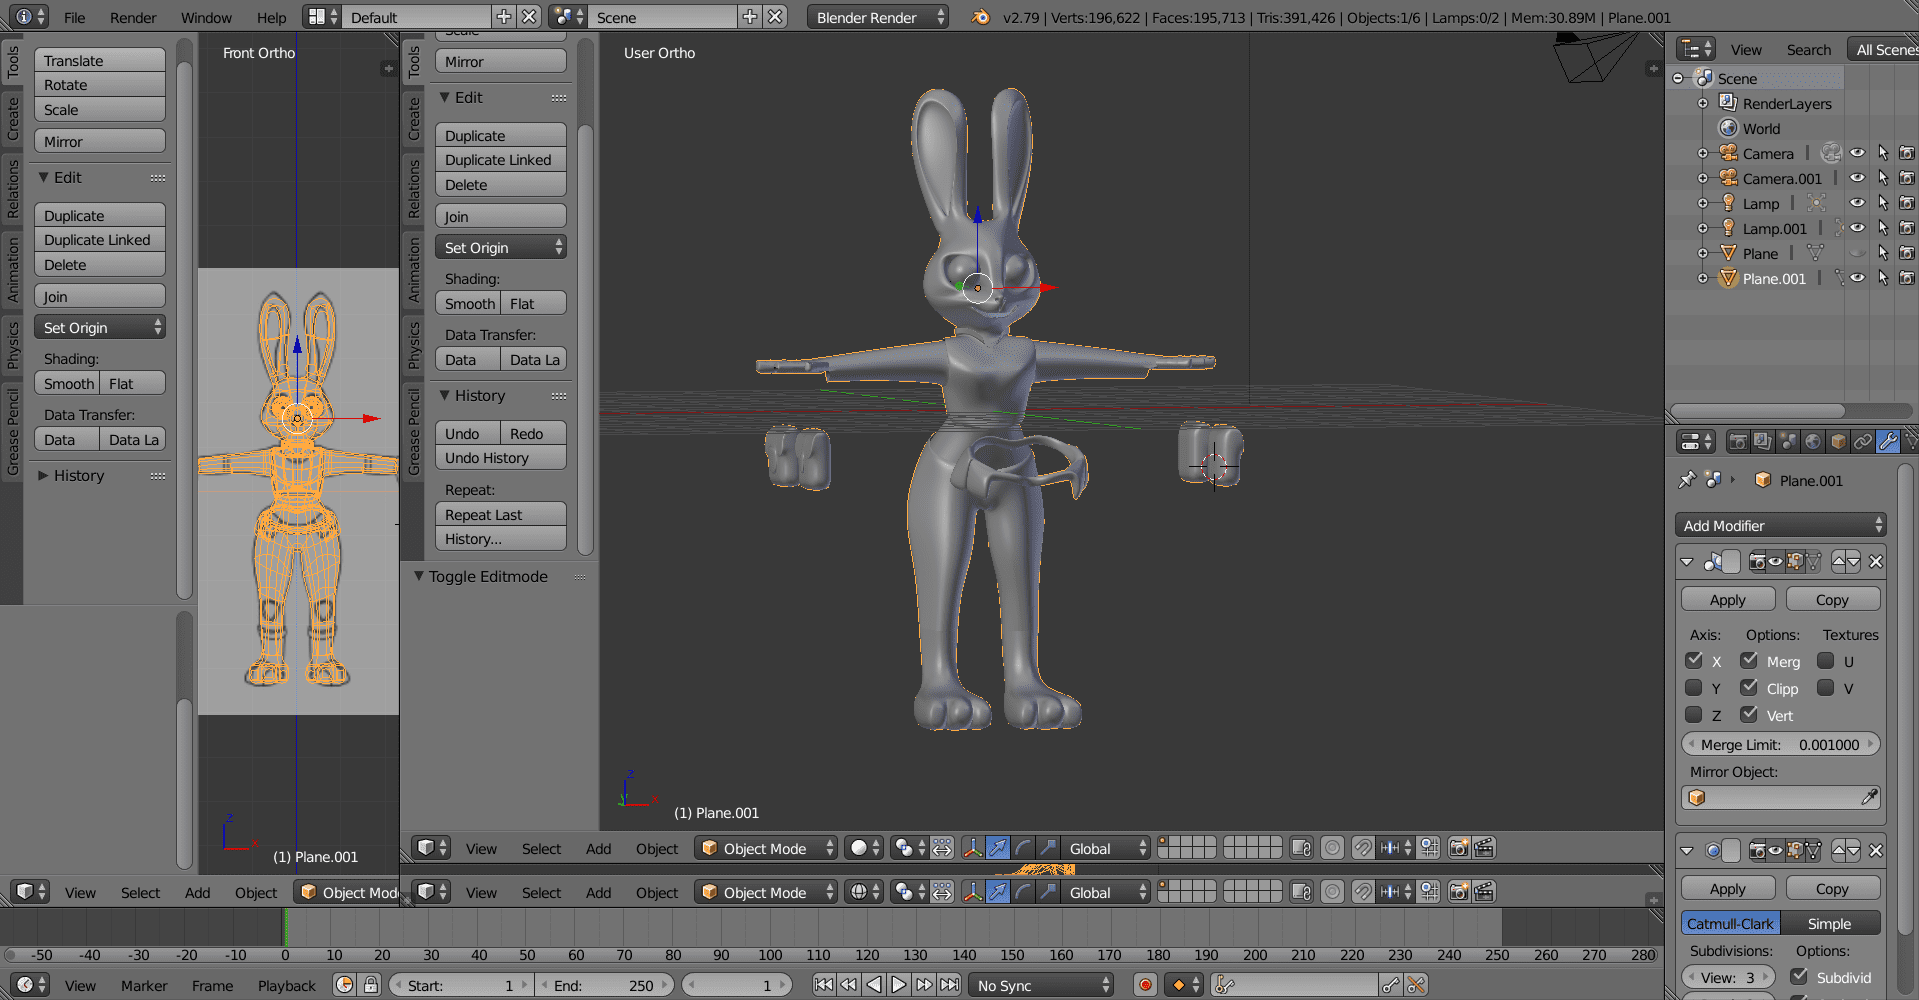 File Render Window Help Default Scene Blender Render v2.79 | Verts:196,622 | Faces:195,713 | Tris:391,426 | Objects:1/6 | Lamps:0/2 | Mem:30.89M | Plane.001
Tools
Create
Relations
Animation
Physics
Grease Pencil
Translate
Rotate
Scale
Mirror
Edit
Duplicate
Duplicate Linked
Delete
Join
Set Origin
Shading:
Smooth Flat
Data Transfer:
Data Data La
History
Front Ortho
(1) Plane.001
View Select Add Object Object Mod
Tools
Create
Relations
Animation
Physics
Grease Pencil
Scale
Mirror
Edit
Duplicate
Duplicate Linked
Delete
Join
Set Origin
Shading:
Smooth Flat
Data Transfer:
Data Data La
History
Undo Redo
Undo History
Repeat:
Repeat Last
History...
Toggle Editmode
User Ortho
(1) Plane.001
View Select Add Object Object Mode Global
View Select Add Object Object Mode Global
View Search All Scenes
Scene
RenderLayers
World
Camera
Camera.001
Lamp
Lamp.001
Plane
Plane.001
Plane.001
Add Modifier
Apply Copy
Axis: Options: Textures
X Merg U
Y Clipp V
Z Vert
Merge Limit: 0.001000
Mirror Object:
Apply Copy
Catmull-Clark Simple
Subdivisions: Options:
View: 3 Subdivid
-50 -40 -30 -20 -10 0 10 20 30 40 50 60 70 80 90 100 110 120 130 140 150 160 170 180 190 200 210 220 230 240 250 260 270 280
View Marker Frame Playback Start: 1 End: 250 1 No Sync